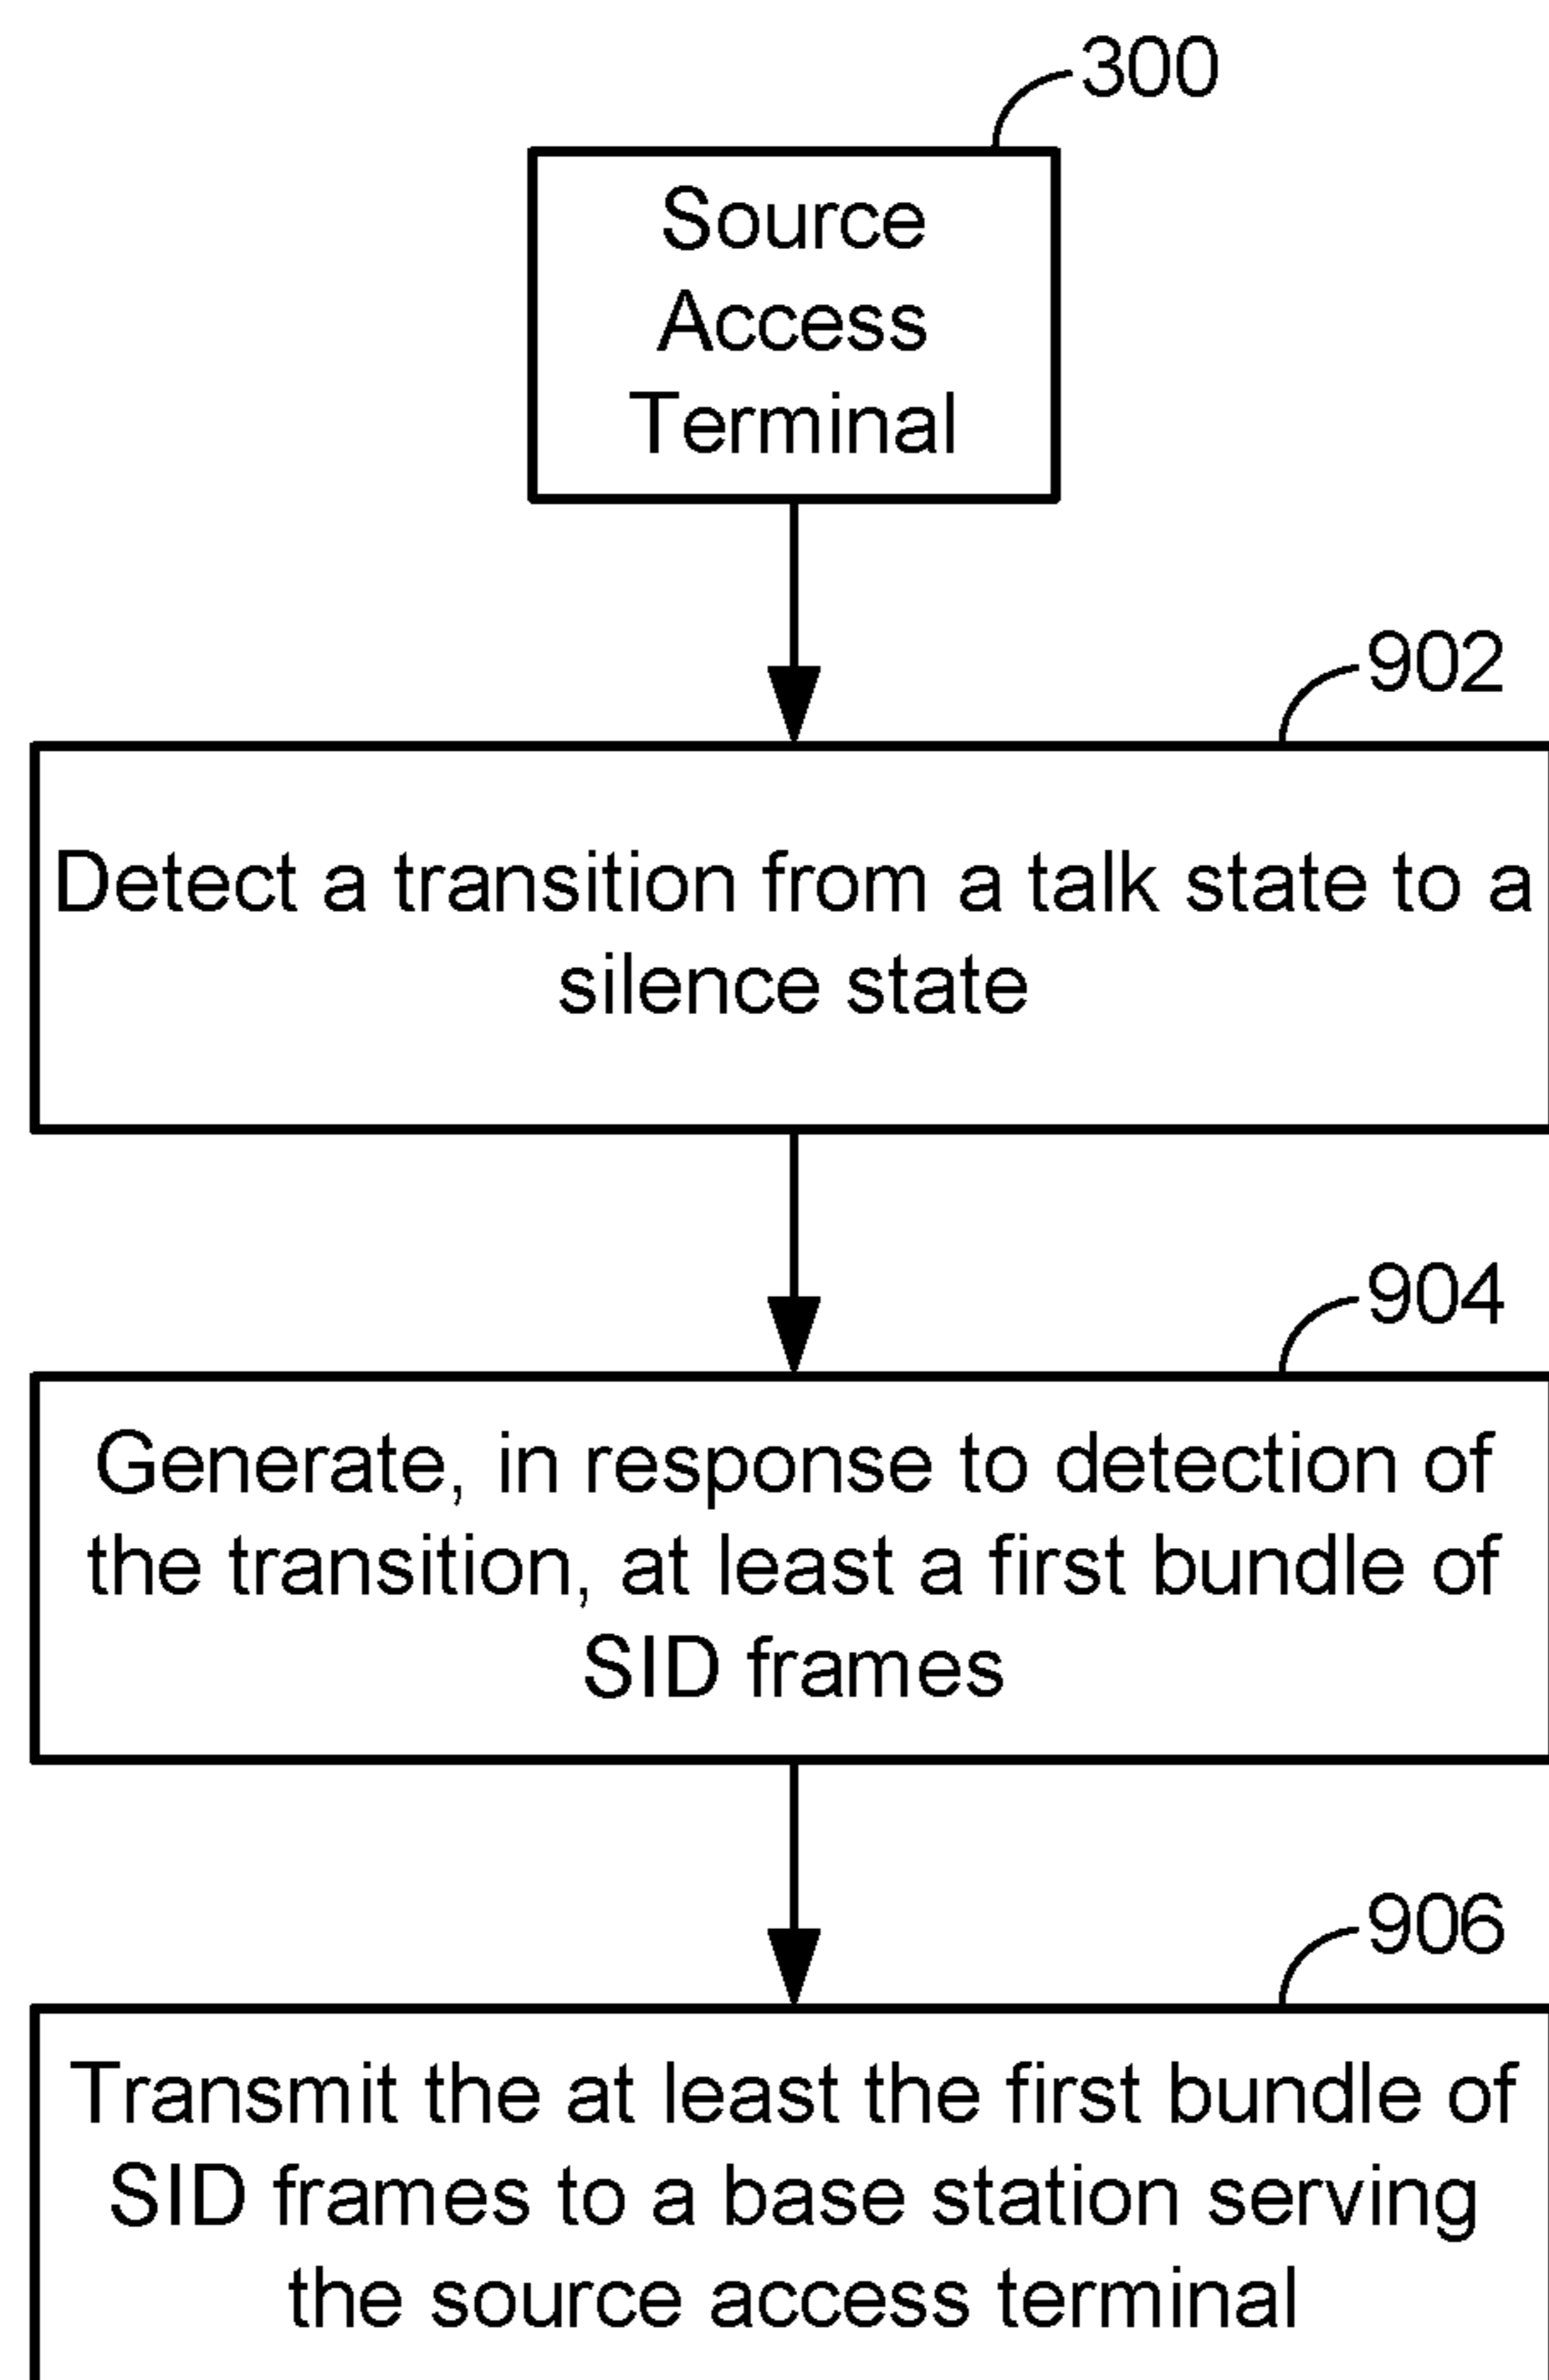 300
Source
Access
Terminal
902
Detect a transition from a talk state to a
silence state
904
Generate, in response to detection of
the transition, at least a first bundle of
SID frames
906
Transmit the at least the first bundle of
SID frames to a base station serving
the source access terminal